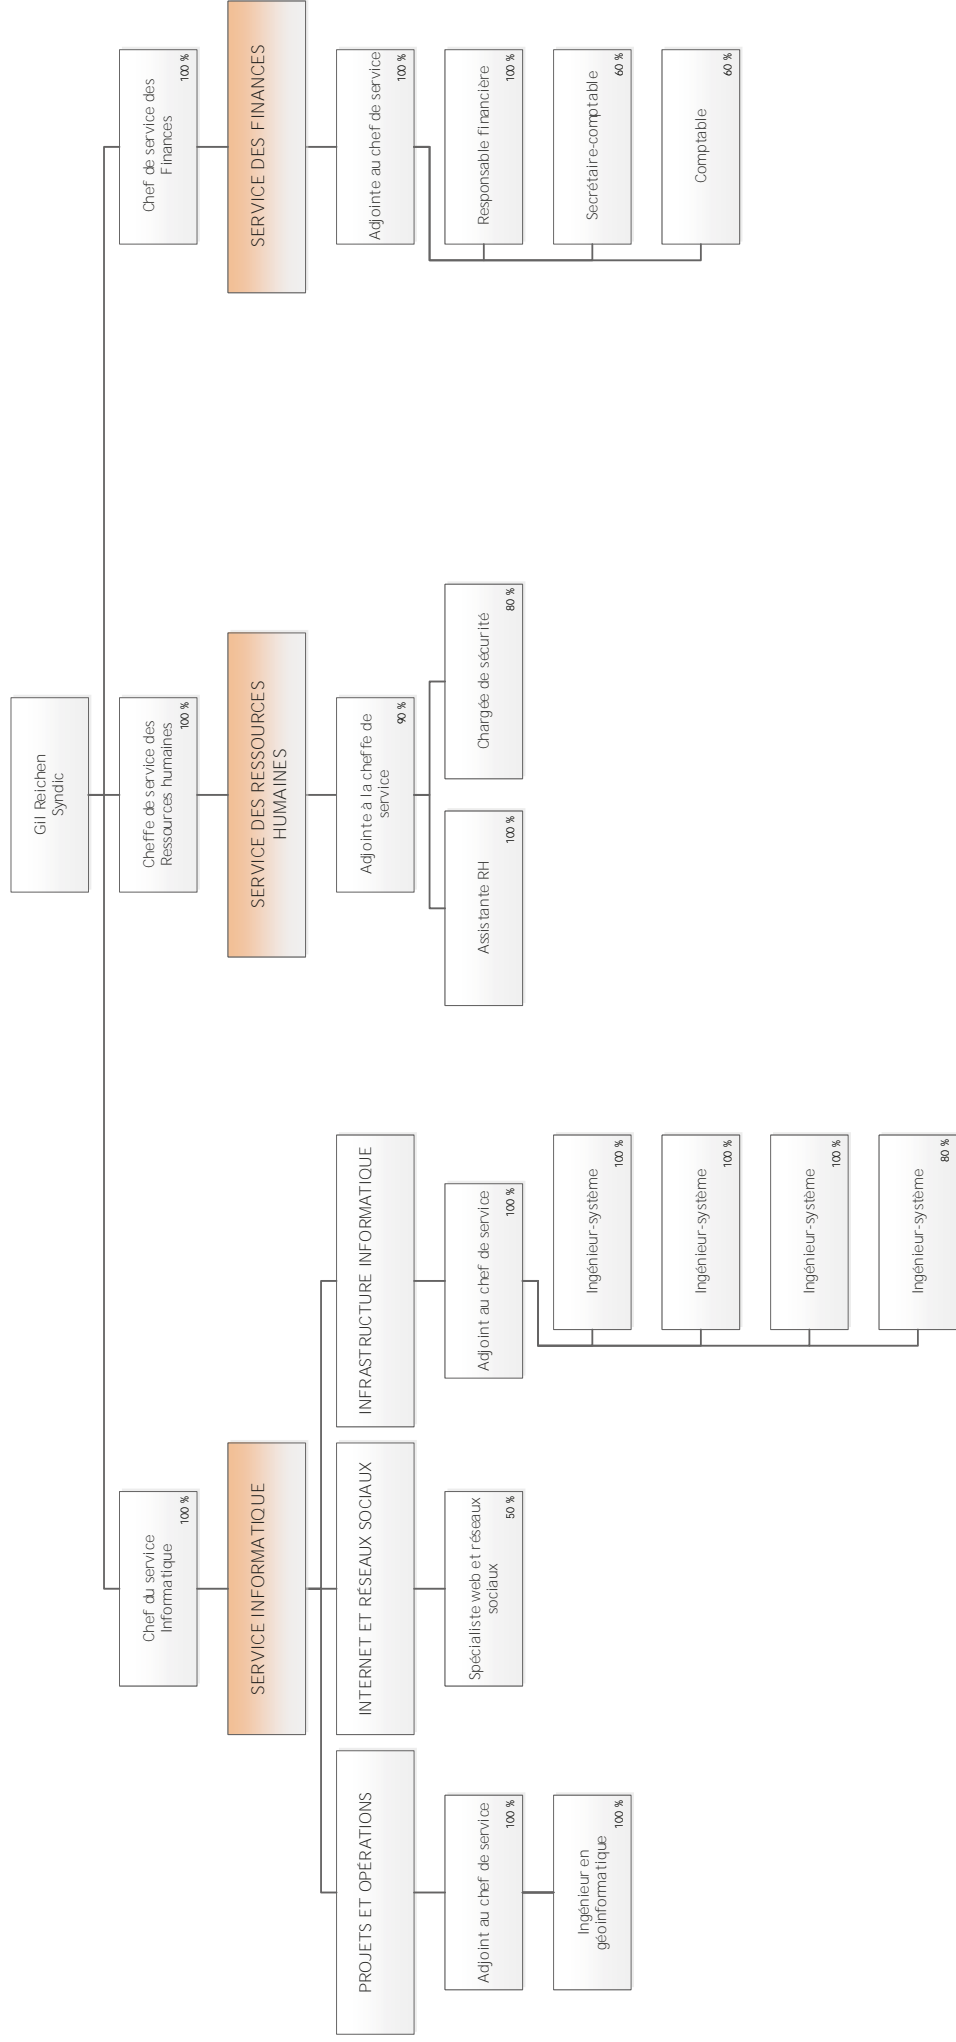 Gil Reichen
Syndic
Chef du service
Informatique
100 %
Cheffe de service des
Ressources humaines
100 %
Chef de service des
Finances
100 %
SERVICE INFORMATIQUE
SERVICE DES RESSOURCES
HUMAINES
SERVICE DES FINANCES
PROJETS ET OPÉRATIONS
INTERNET ET RÉSEAUX SOCIAUX
INFRASTRUCTURE INFORMATIQUE
Adjointe à la cheffe de
service
90 %
Adjointe au chef de service
100 %
Adjoint au chef de service
100 %
Spécialiste web et réseaux
sociaux
50 %
Adjoint au chef de service
100 %
Assistante RH
100 %
Chargée de sécurité
80 %
Responsable financière
100 %
Ingénieur en
géoinformatique
100 %
Ingénieur-système
100 %
Secrétaire-comptable
60 %
Ingénieur-système
100 %
Comptable
60 %
Ingénieur-système
100 %
Ingénieur-système
80 %